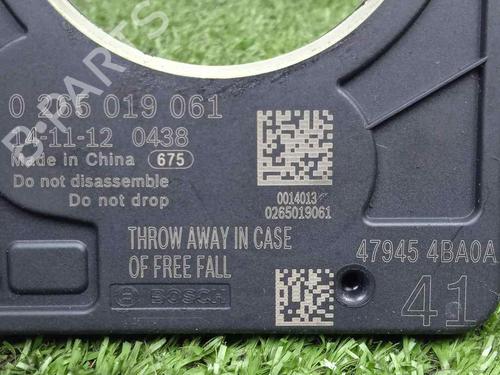 B-PARTS
0 265 019 061
14-11-12 0438
Made in China 675
Do not disassemble
Do not drop
0014013
0265019061
THROW AWAY IN CASE
OF FREE FALL
47945 4BA0A
BOSCH
41